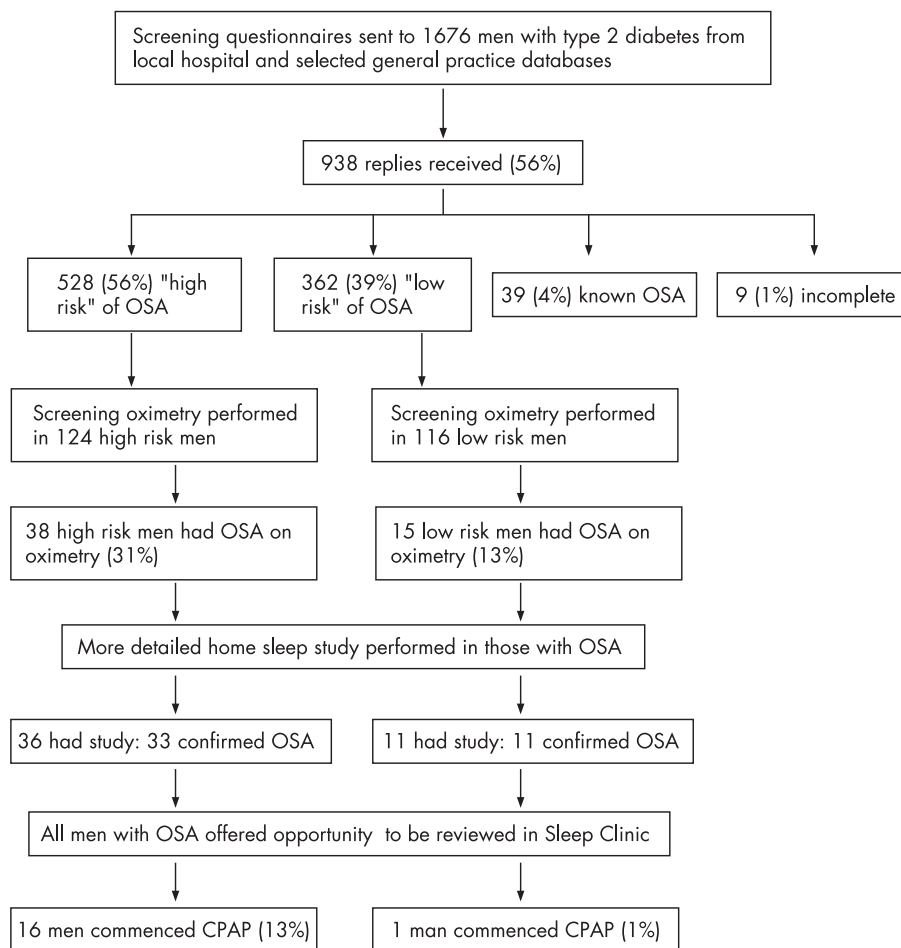 Screening questionnaires sent to 1676 men with type 2 diabetes from
local hospital and selected general practice databases
938 replies received (56%)
528 (56%) "high
risk" of OSA
362 (39%) "low
risk" of OSA
39 (4%) known OSA
9 (1%) incomplete
Screening oximetry performed
in 124 high risk men
Screening oximetry performed
in 116 low risk men
38 high risk men had OSA on
oximetry (31%)
15 low risk men had OSA on
oximetry (13%)
More detailed home sleep study performed in those with OSA
36 had study: 33 confirmed OSA
11 had study: 11 confirmed OSA
All men with OSA offered opportunity to be reviewed in Sleep Clinic
16 men commenced CPAP (13%)
1 man commenced CPAP (1%)